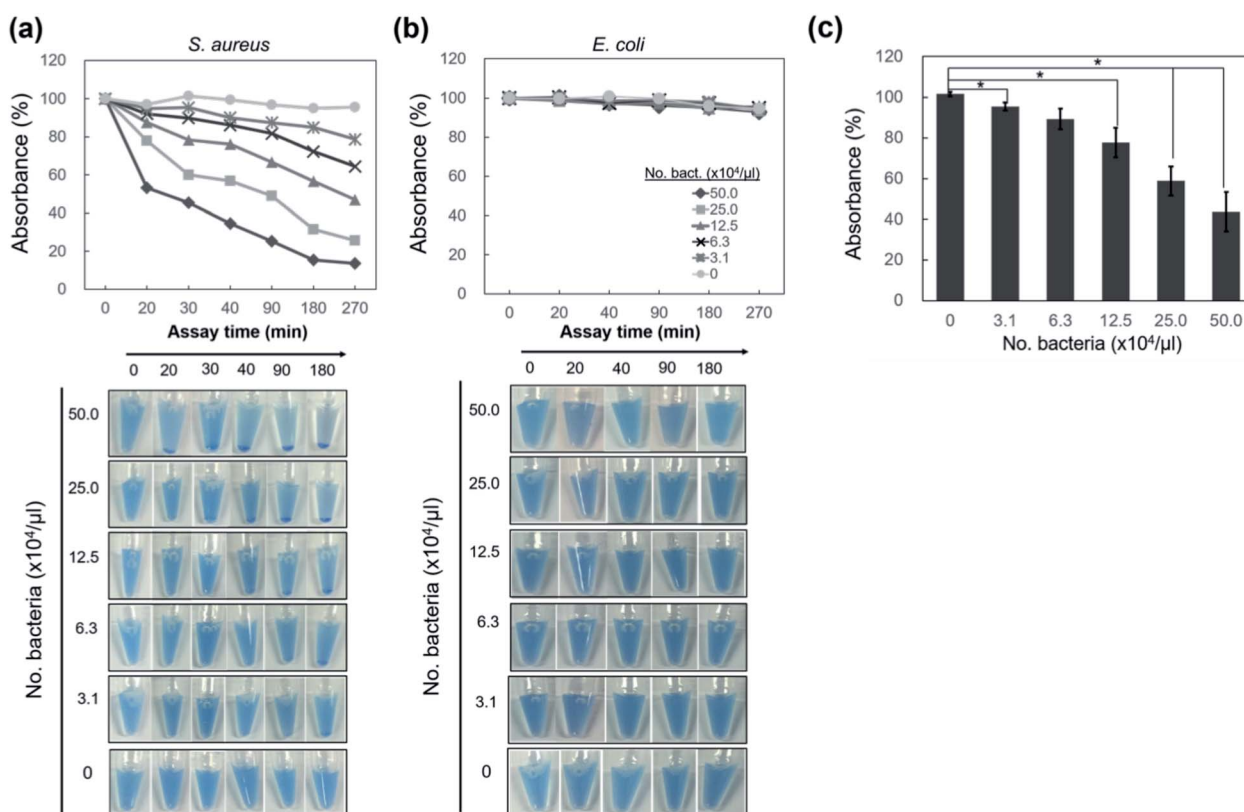 (a)
S. aureus
Absorbance (%)
120
100
80
60
40
20
0
0 20 30 40 90 180 270
Assay time (min)
0 20 30 40 90 180
No. bacteria (x10⁴/µl)
50.0
25.0
12.5
6.3
3.1
0
(b)
E. coli
Absorbance (%)
120
100
80
60
40
20
0
No. bact. (x10⁴/µl)
50.0
25.0
12.5
6.3
3.1
0
0 20 40 90 180 270
Assay time (min)
0 20 40 90 180
No. bacteria (x10⁴/µl)
50.0
25.0
12.5
6.3
3.1
0
(c)
Absorbance (%)
120
100
80
60
40
20
0
*
*
*
0 3.1 6.3 12.5 25.0 50.0
No. bacteria (x10⁴/µl)